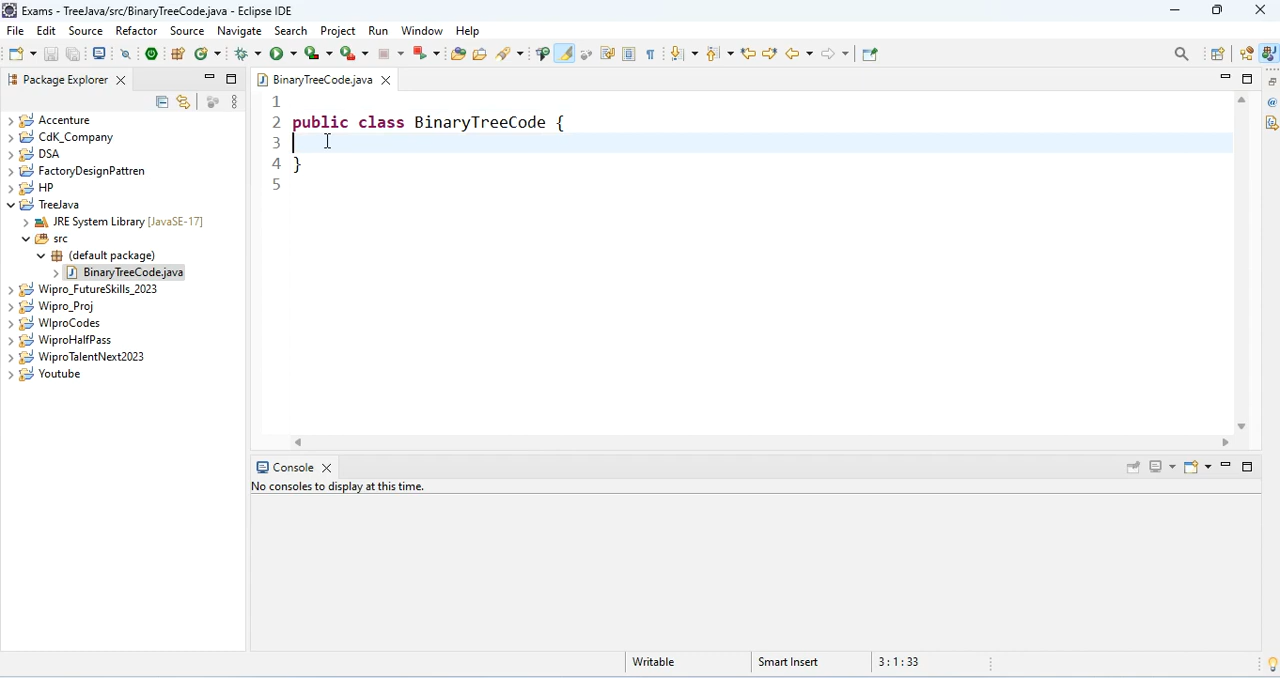 Exams - TreeJava/src/BinaryTreeCode.java - Eclipse IDE
File Edit Source Refactor Source Navigate Search Project Run Window Help
Package Explorer
BinaryTreeCode.java
Accenture
CdK_Company
DSA
FactoryDesignPattren
HP
TreeJava
JRE System Library [JavaSE-17]
src
(default package)
BinaryTreeCode.java
Wipro_FutureSkills_2023
Wipro_Proj
WIproCodes
WiproHalfPass
WiproTalentNext2023
Youtube
1
2 public class BinaryTreeCode {
3
4 }
5
Console
No consoles to display at this time.
Writable Smart Insert 3 : 1 : 33